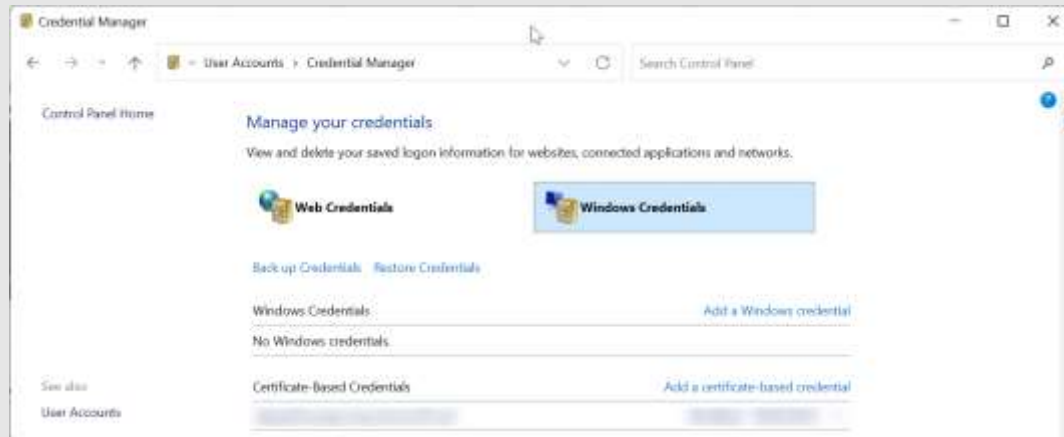 Credential Manager
User Accounts > Credential Manager
Search Control Panel
Control Panel Home
Manage your credentials
View and delete your saved logon information for websites, connected applications and networks.
Web Credentials
Windows Credentials
Back up Credentials Restore Credentials
Windows Credentials Add a Windows credential
No Windows credentials.
Certificate-Based Credentials Add a certificate-based credential
See also
User Accounts